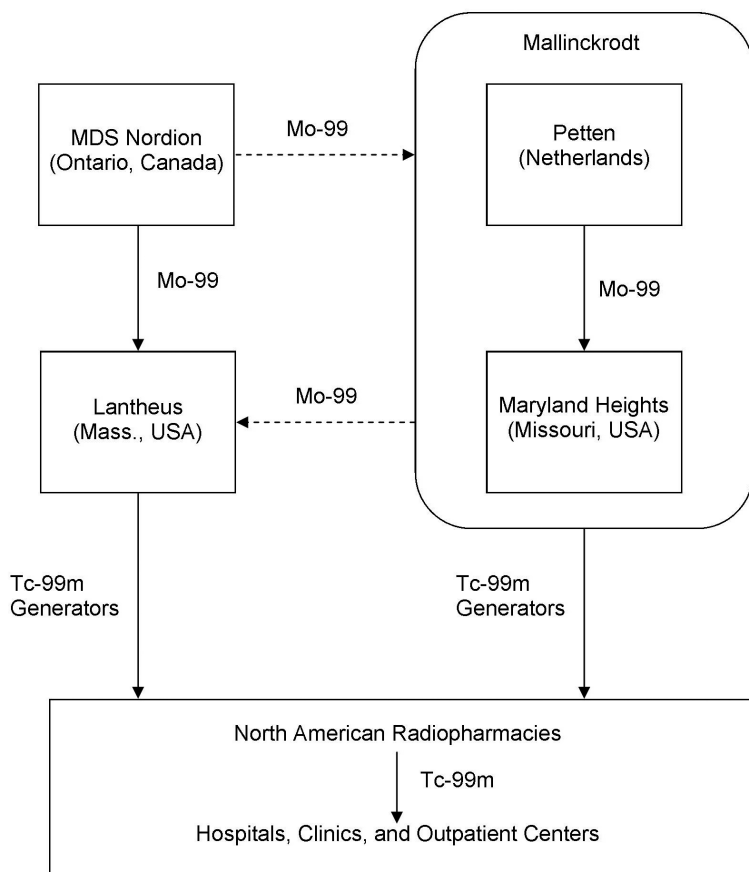 Mallinckrodt
MDS Nordion
(Ontario, Canada)
Mo-99
Petten
(Netherlands)
Mo-99
Mo-99
Lantheus
(Mass., USA)
Mo-99
Maryland Heights
(Missouri, USA)
Tc-99m
Generators
Tc-99m
Generators
North American Radiopharmacies
Tc-99m
Hospitals, Clinics, and Outpatient Centers